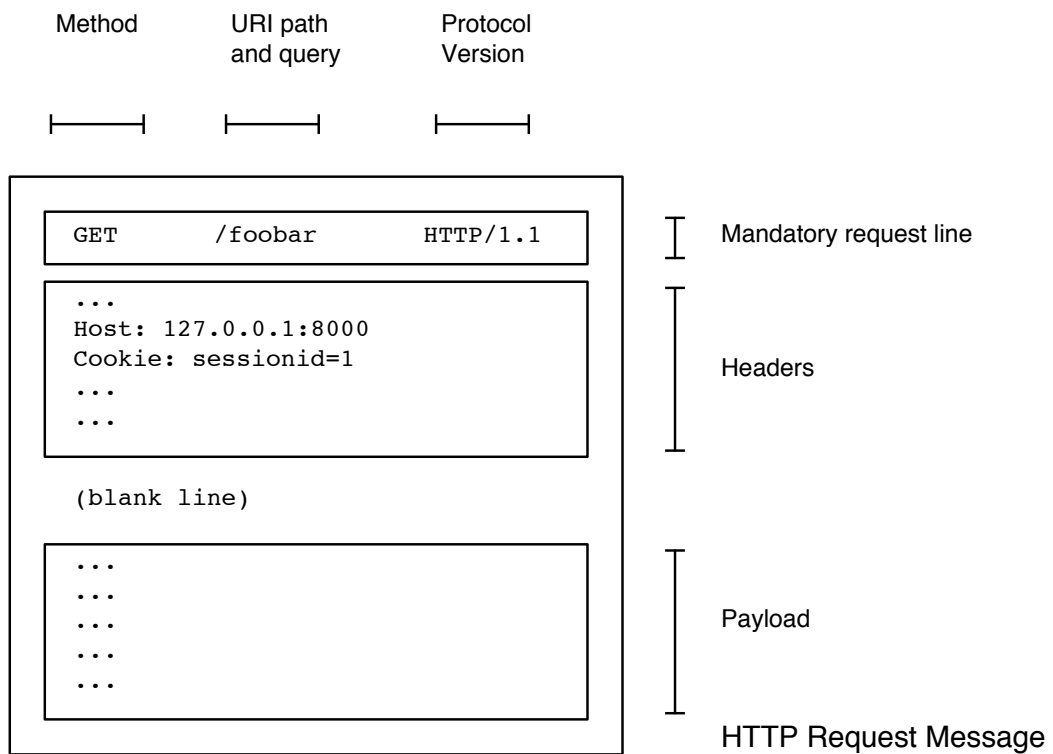 Method URI path and query Protocol Version
GET /foobar HTTP/1.1
Mandatory request line
...
Host: 127.0.0.1:8000
Cookie: sessionid=1
...
...
Headers
(blank line)
...
...
...
...
...
Payload
HTTP Request Message